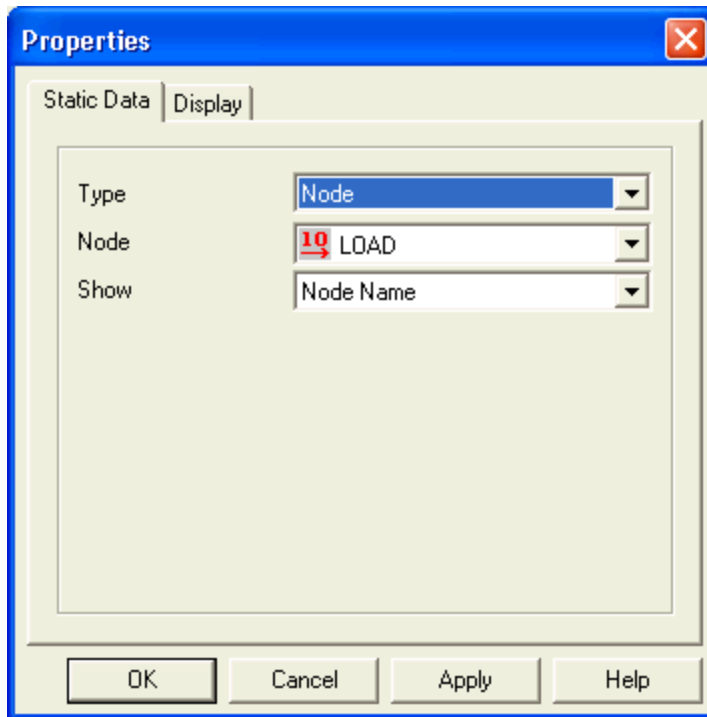 Properties
Static Data Display
Type Node
Node 10 LOAD
Show Node Name
OK Cancel Apply Help